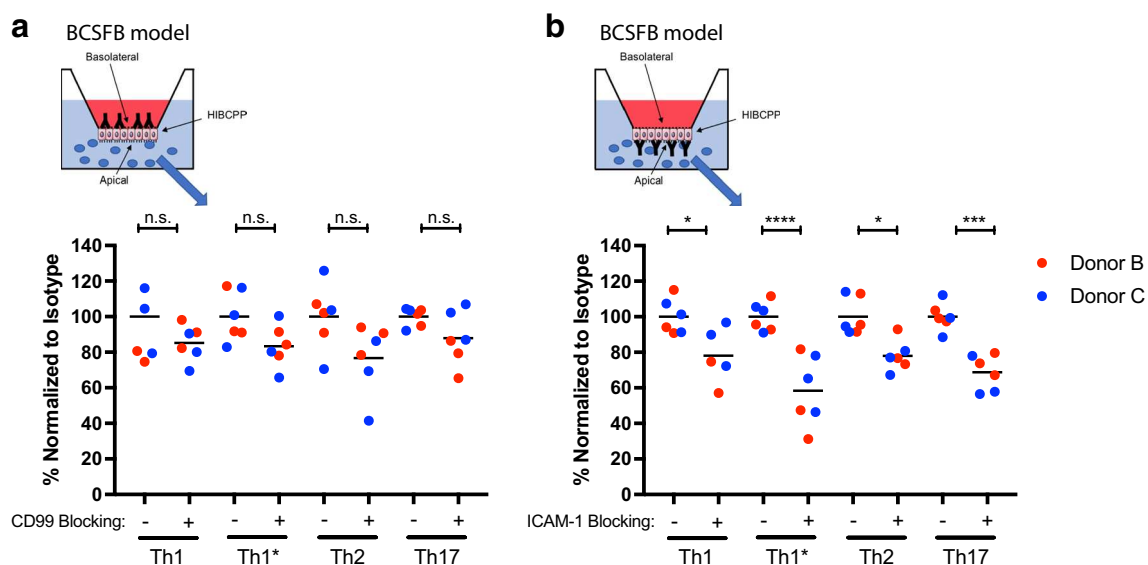 a
BCSFB model
Basolateral
HIBCPP
Apical
n.s. n.s. n.s. n.s.
% Normalized to Isotype
140
120
100
80
60
40
20
0
CD99 Blocking: - + - + - + - +
Th1 Th1* Th2 Th17
b
BCSFB model
Basolateral
HIBCPP
Apical
* **** * ***
% Normalized to Isotype
140
120
100
80
60
40
20
0
ICAM-1 Blocking: - + - + - + - +
Th1 Th1* Th2 Th17
Donor B
Donor C